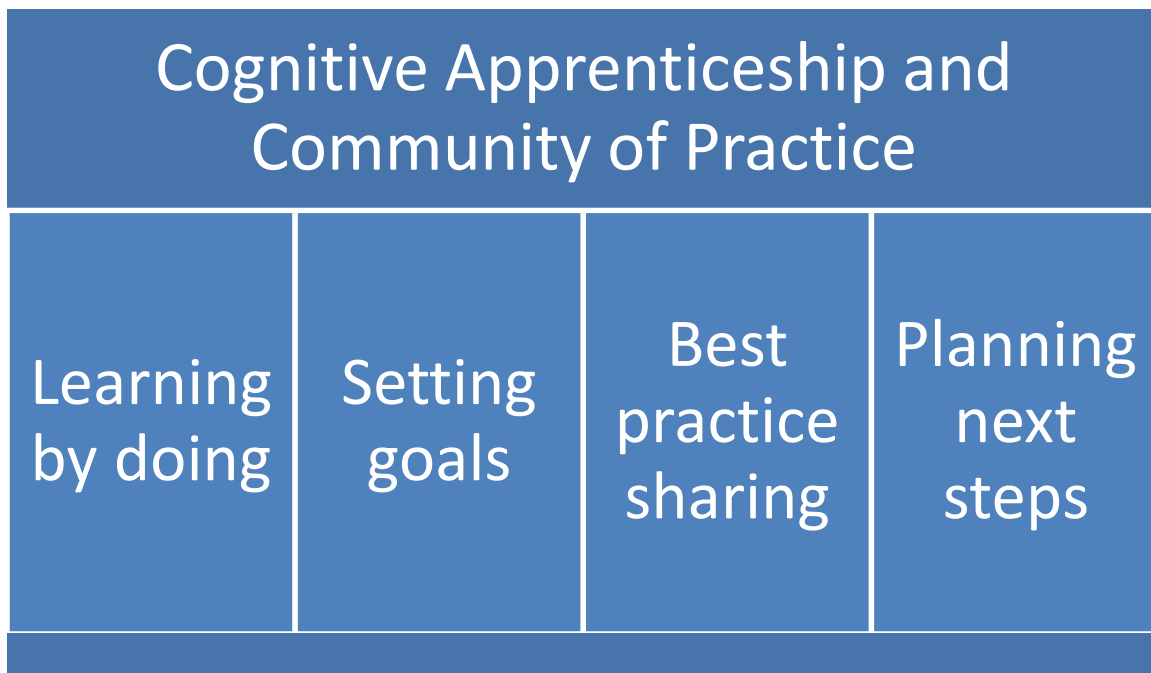 Cognitive Apprenticeship and
Community of Practice
Learning
by doing
Setting
goals
Best
practice
sharing
Planning
next
steps